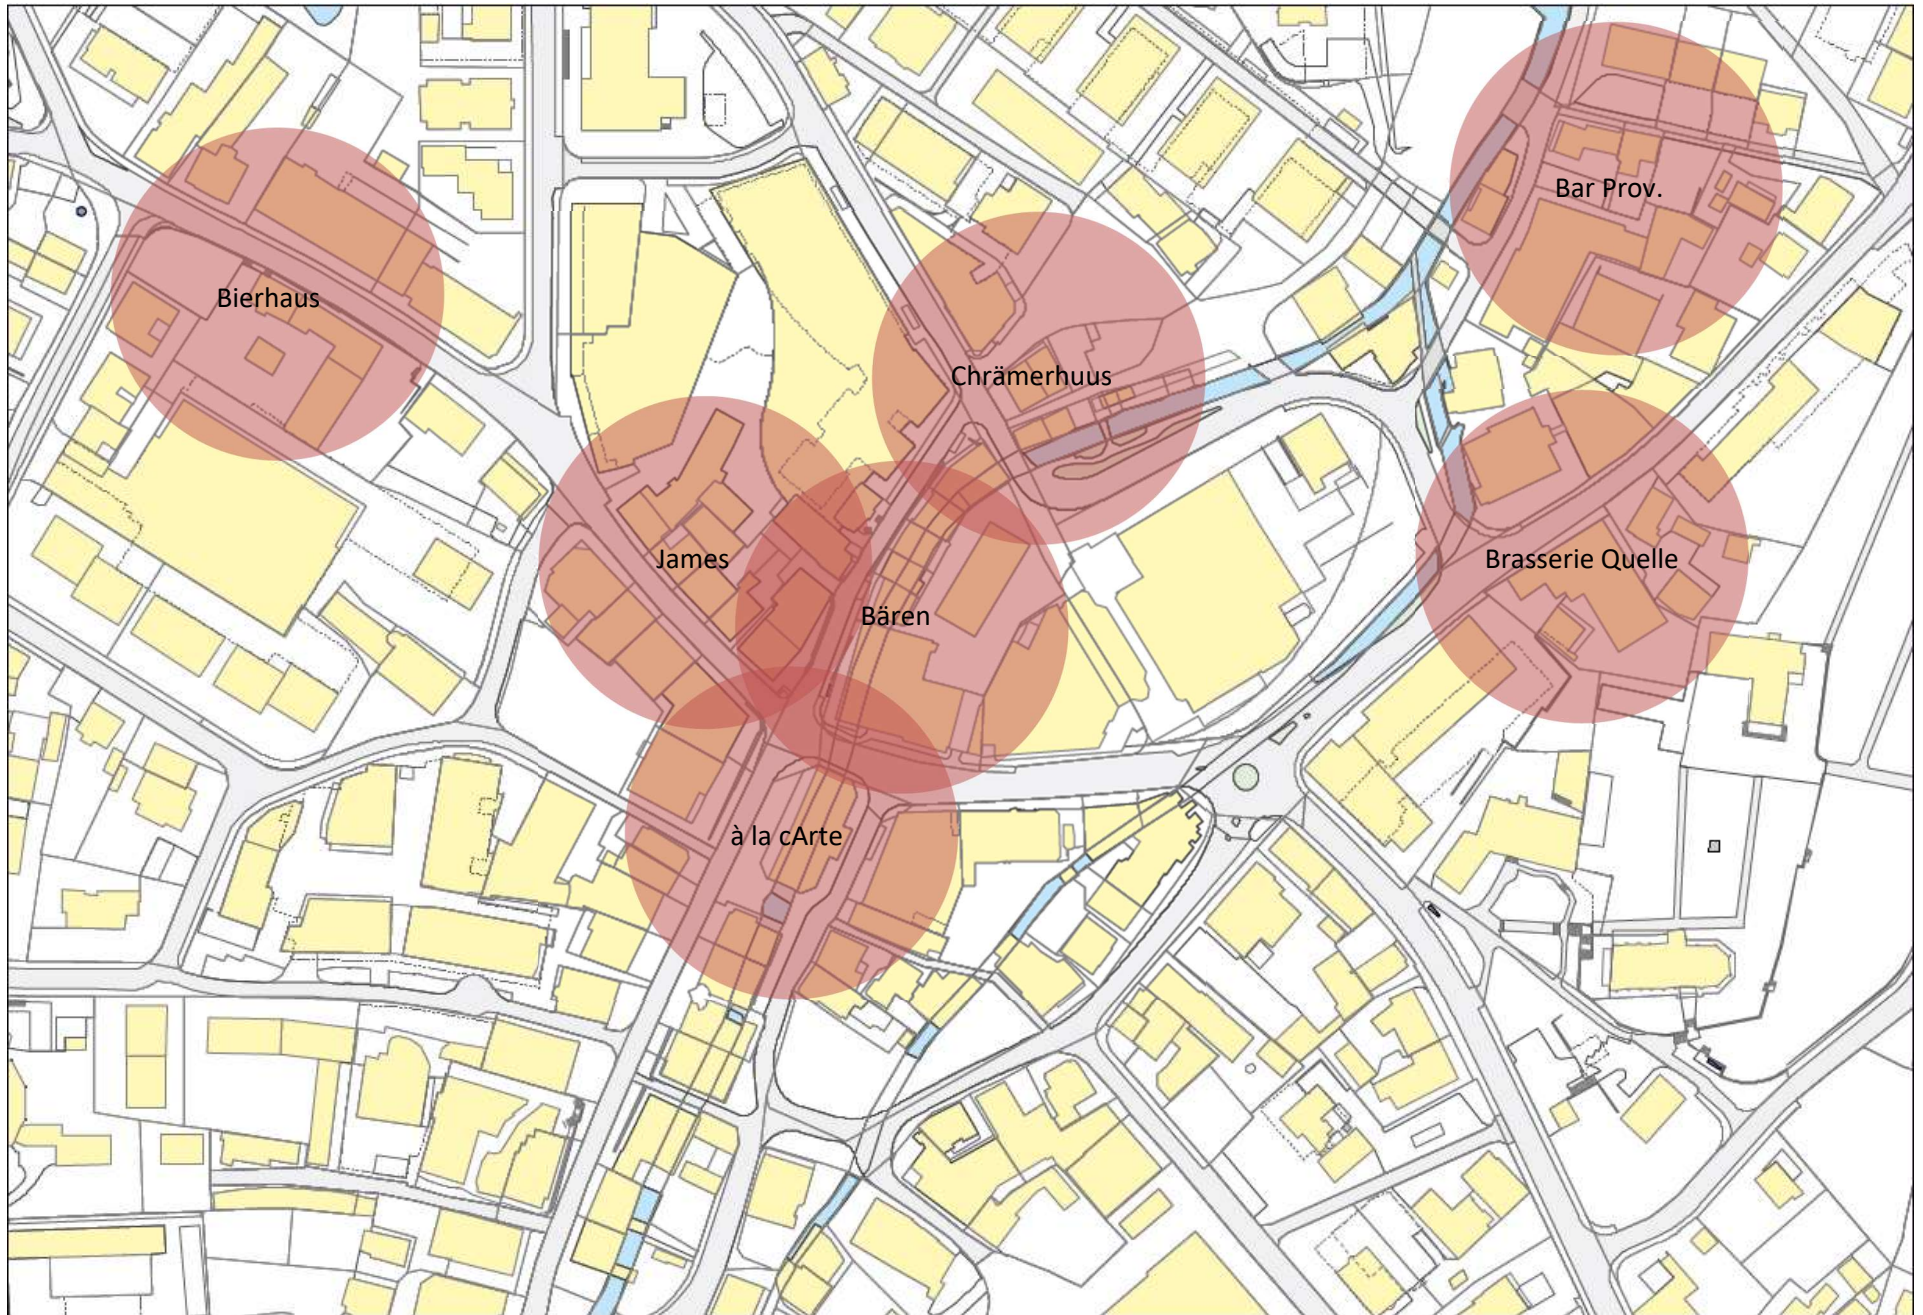 Bar Prov.
Bierhaus
Chrämerhuus
James
Brasserie Quelle
Bären
à la cArte